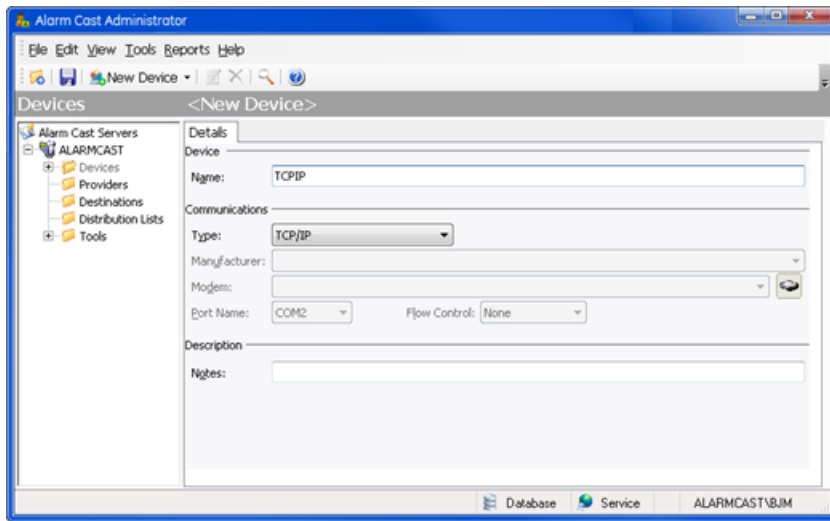 Alarm Cast Administrator
File Edit View Tools Reports Help
New Device
Devices
<New Device>
Alarm Cast Servers
ALARMCAST
Devices
Providers
Destinations
Distribution Lists
Tools
Details
Device
Name: TCPIP
Communications
Type: TCP/IP
Manufacturer:
Modem:
Port Name: COM2 Flow Control: None
Description
Notes:
Database Service ALARMCAST\BJM